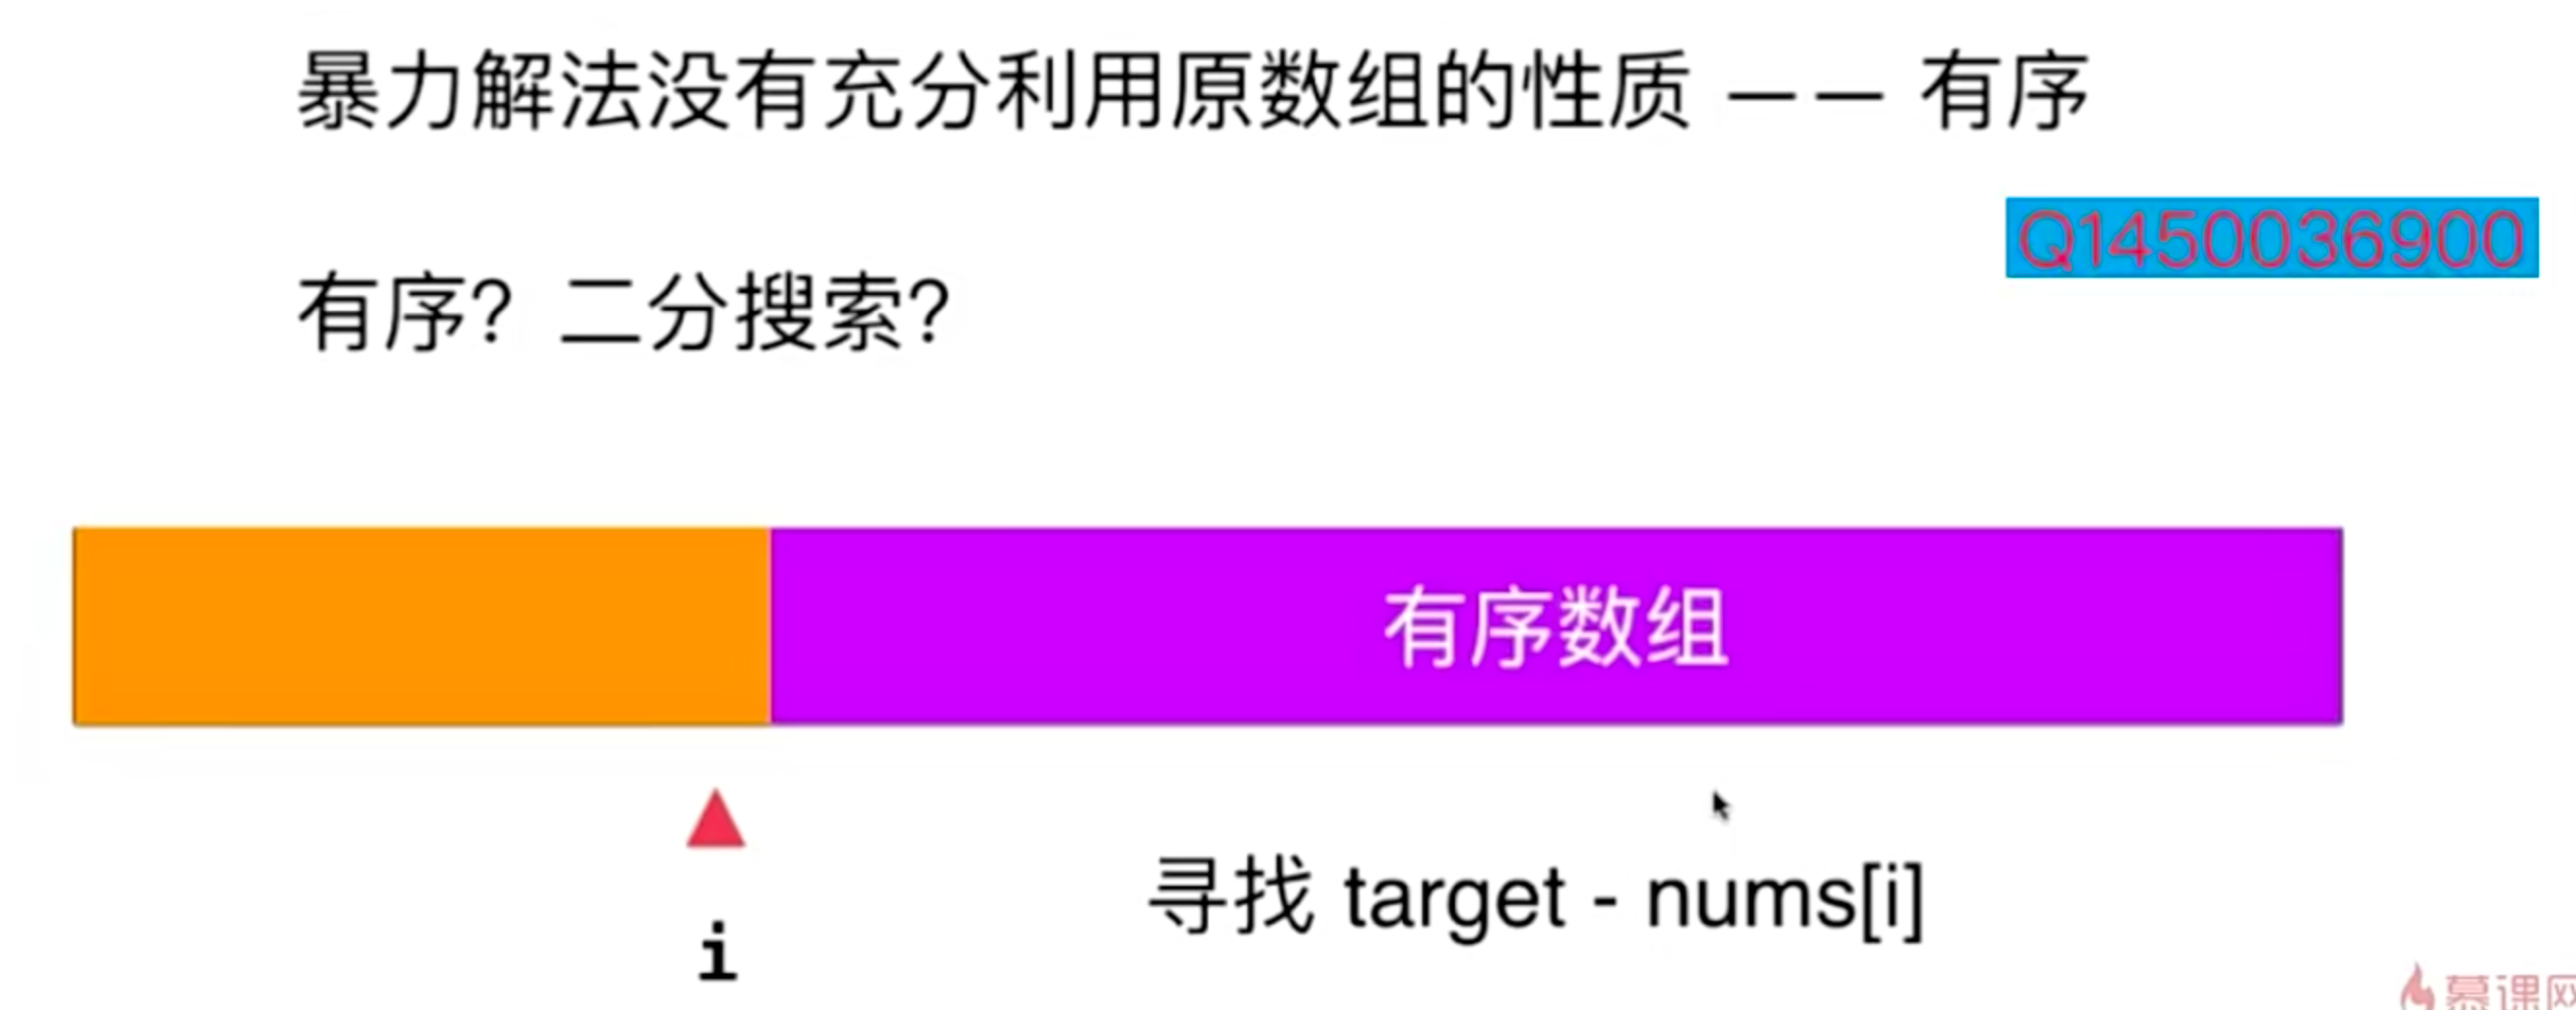 暴力解法没有充分利用原数组的性质 —— 有序
Q1450036900
有序？二分搜索？
有序数组
寻找 target - nums[i]
i
慕课网